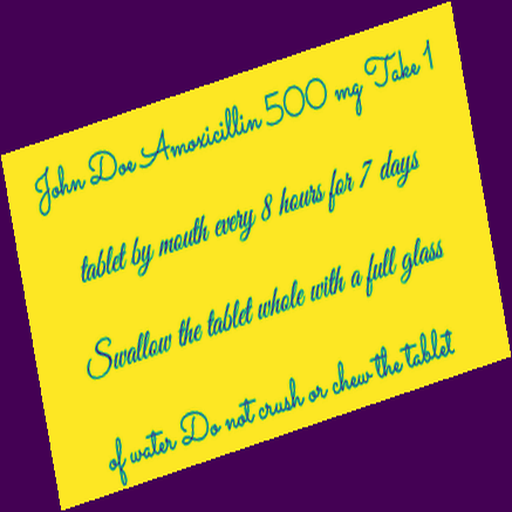 John Doe Amoxicillin 500 mg Take 1
tablet by mouth every 8 hours for 7 days
Swallow the tablet whole with a full glass
of water Do not crush or chew the tablet